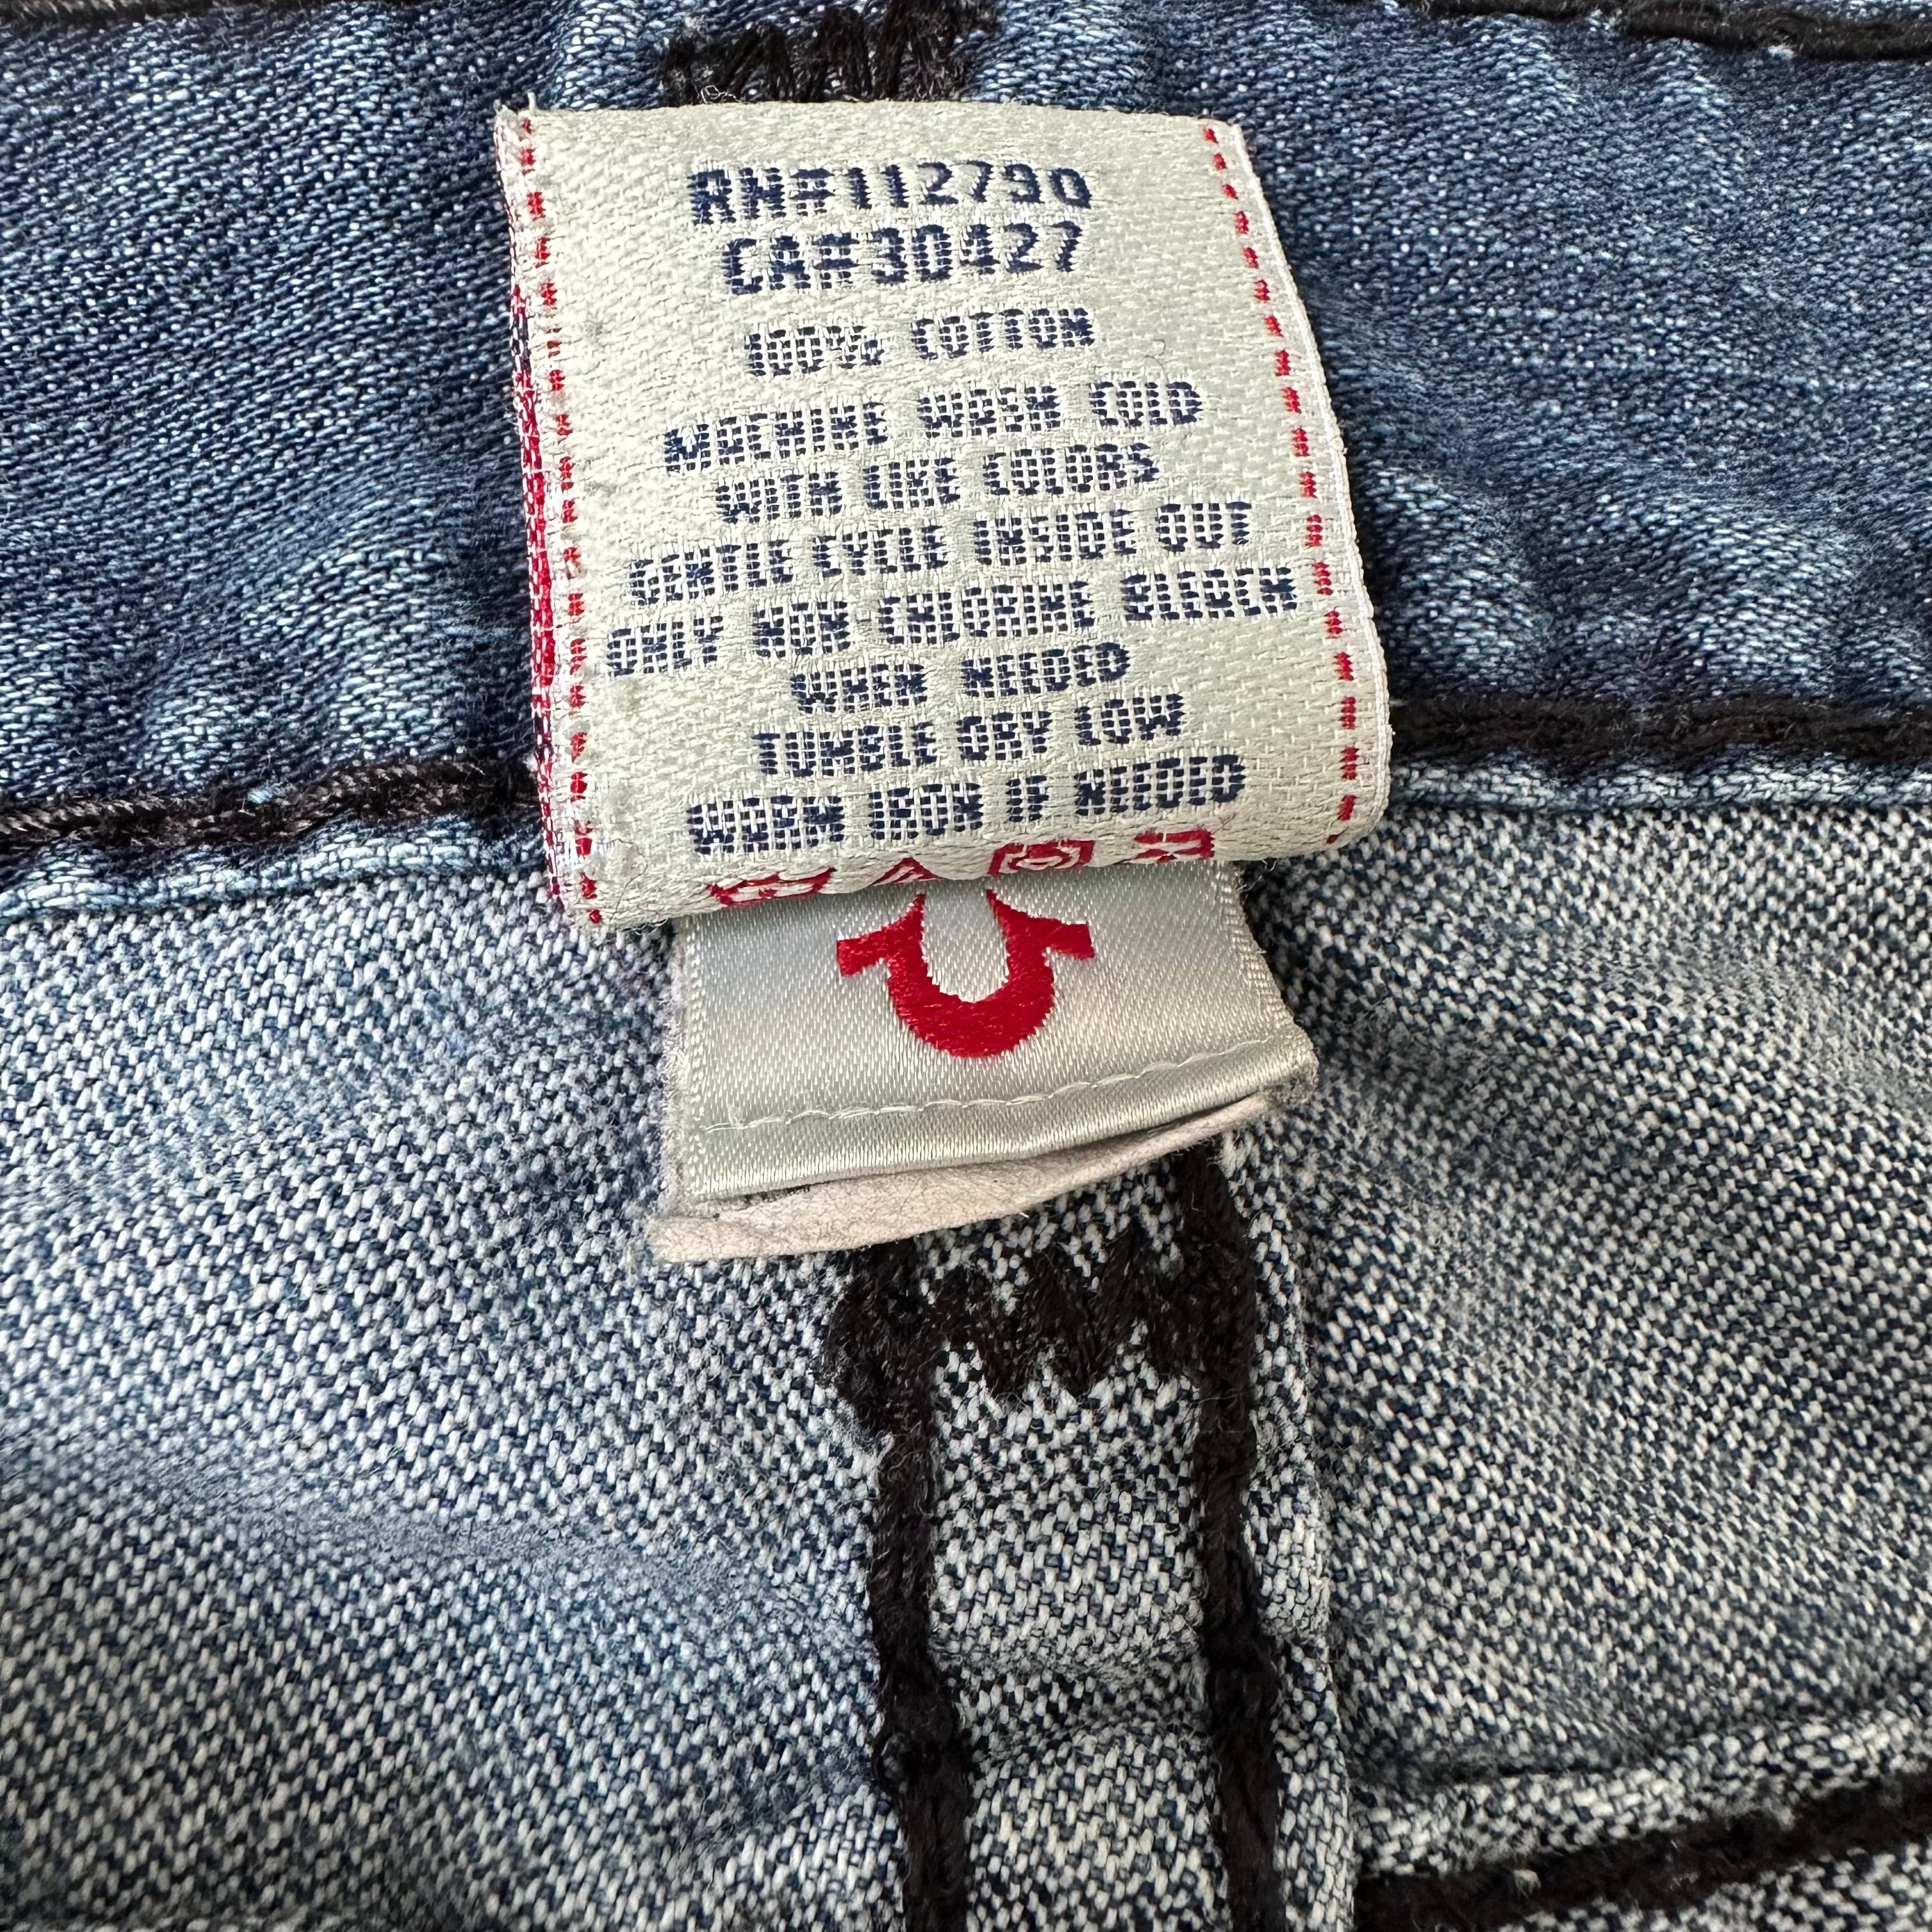 RN#112790
CA#30427
100% COTTON
MACHINE WASH COLD
WITH LIKE COLORS
GENTLE CYCLE INSIDE OUT
ONLY NON CHLORINE BLEACH
WHEN NEEDED
TUMBLE DRY LOW
WARM IRON IF NEEDED